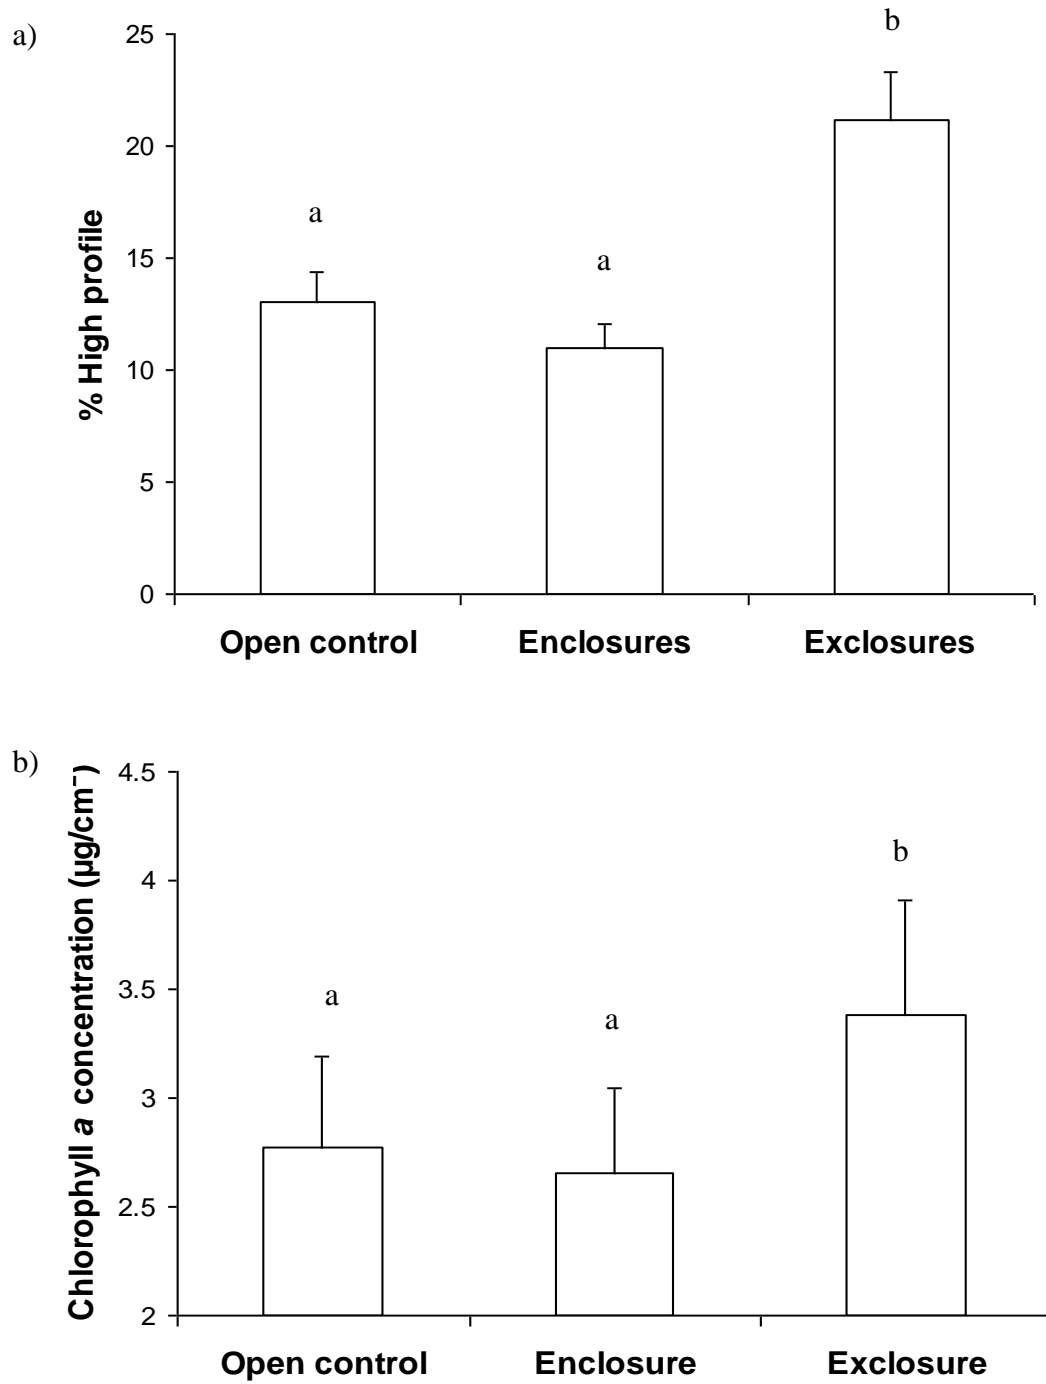 a)
% High profile
25
20
15
10
5
0
a
a
b
Open control Enclosures Exclosures
b)
Chlorophyll a concentration (µg/cm⁻)
4.5
4
3.5
3
2.5
2
a
a
b
Open control Enclosure Exclosure